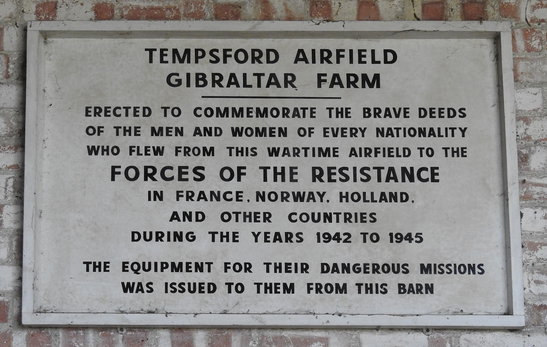 TEMPSFORD AIRFIELD
GIBRALTAR FARM
ERECTED TO COMMEMORATE THE BRAVE DEEDS
OF THE MEN AND WOMEN OF EVERY NATIONALITY
WHO FLEW FROM THIS WARTIME AIRFIELD TO THE
FORCES OF THE RESISTANCE
IN FRANCE, NORWAY, HOLLAND,
AND OTHER COUNTRIES
DURING THE YEARS 1942 TO 1945
THE EQUIPMENT FOR THEIR DANGEROUS MISSIONS
WAS ISSUED TO THEM FROM THIS BARN